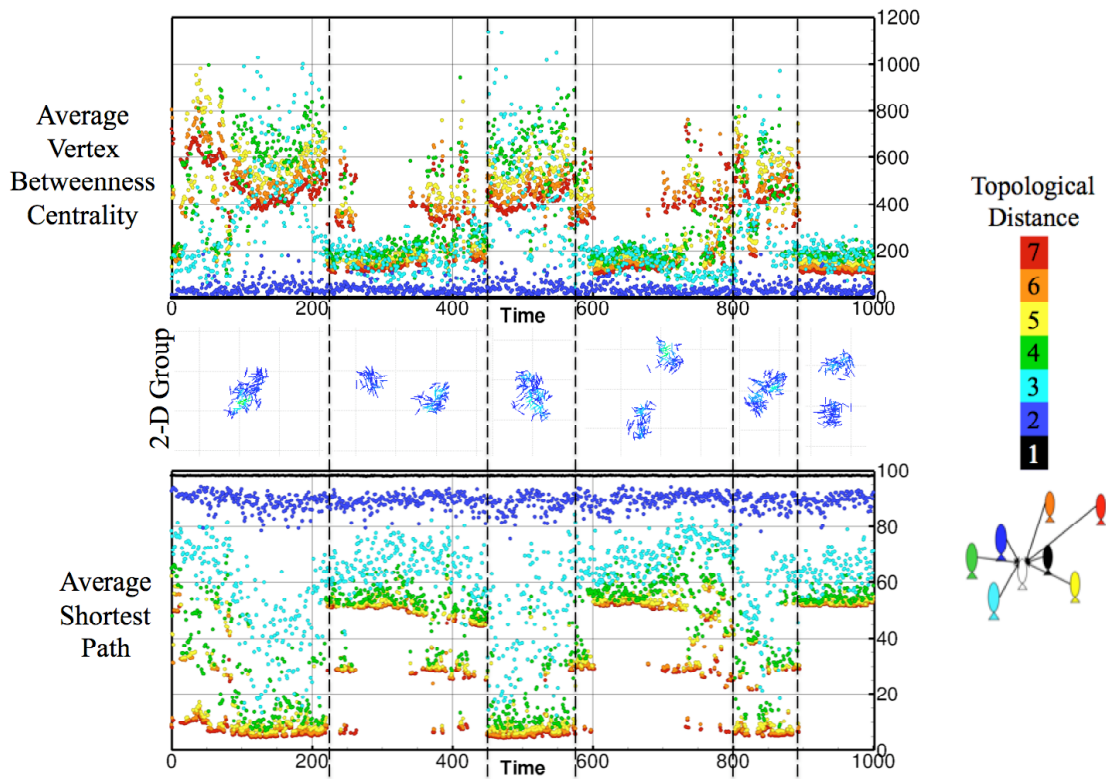 1200
1000
800
600
400
200
0
Average
Vertex
Betweenness
Centrality
0 200 400 Time 600 800 1000
2-D Group
Topological
Distance
7
6
5
4
3
2
1
100
80
60
40
20
0
Average
Shortest
Path
0 200 400 Time 600 800 1000